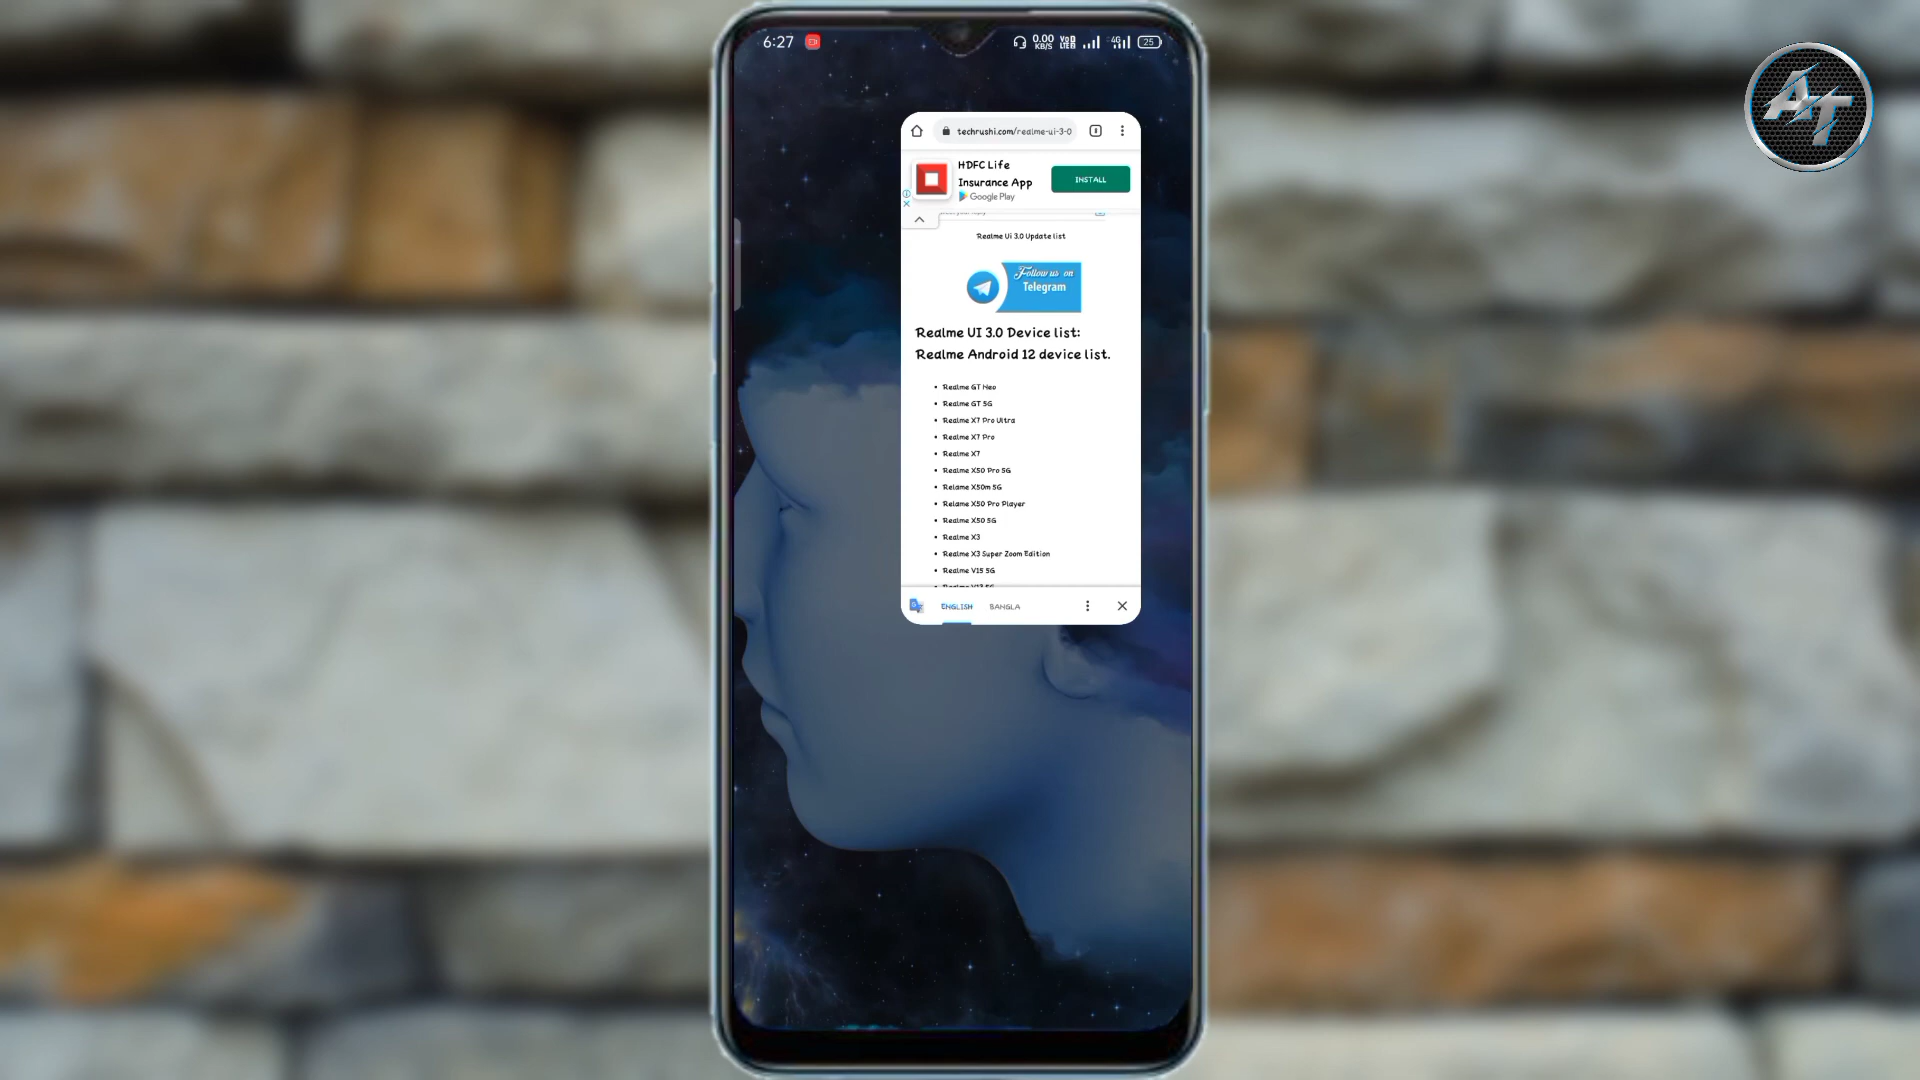 6:27
0.00
KB/S
4G
25
AT
techrushi.com/realme-ui-3-0
HDFC Life
Insurance App
INSTALL
Google Play
Realme Ui 3.0 Update list
Follow us on
Telegram
Realme UI 3.0 Device list:
Realme Android 12 device list.
Realme GT Neo
Realme GT 5G
Realme X7 Pro Ultra
Realme X7 Pro
Realme X7
Realme X50 Pro 5G
Relame X50m 5G
Relame X50 Pro Player
Realme X50 5G
Realme X3
Realme X3 Super Zoom Edition
Realme V15 5G
ENGLISH BANGLA